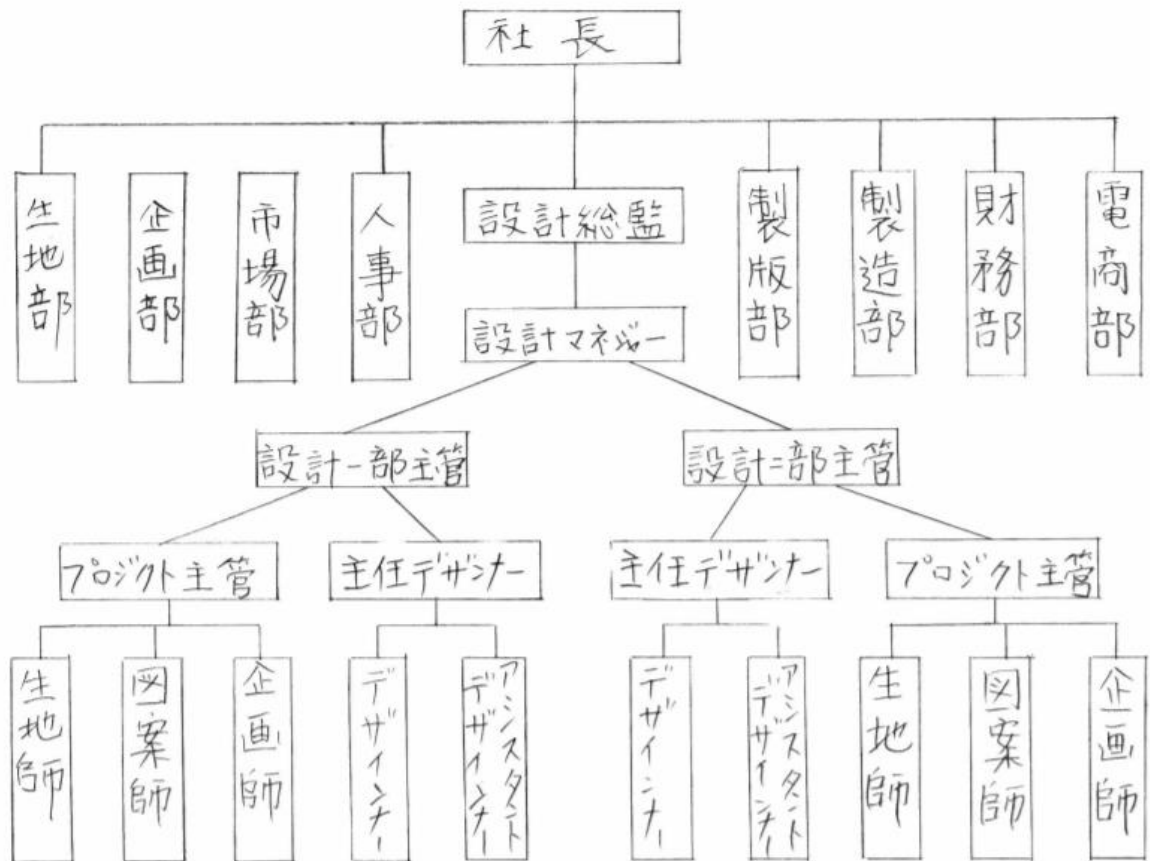 社長
生地部
企画部
市場部
人事部
設計総監
製版部
製造部
財務部
電商部
設計マネジャー
設計一部主管
設計二部主管
プロジクト主管
主任デザンナー
主任デザンナー
プロジクト主管
生地師
図案師
企画師
デザインナー
アシスタント
デザインナー
デザインナー
アシスタント
デザインナー
生地師
図案師
企画師